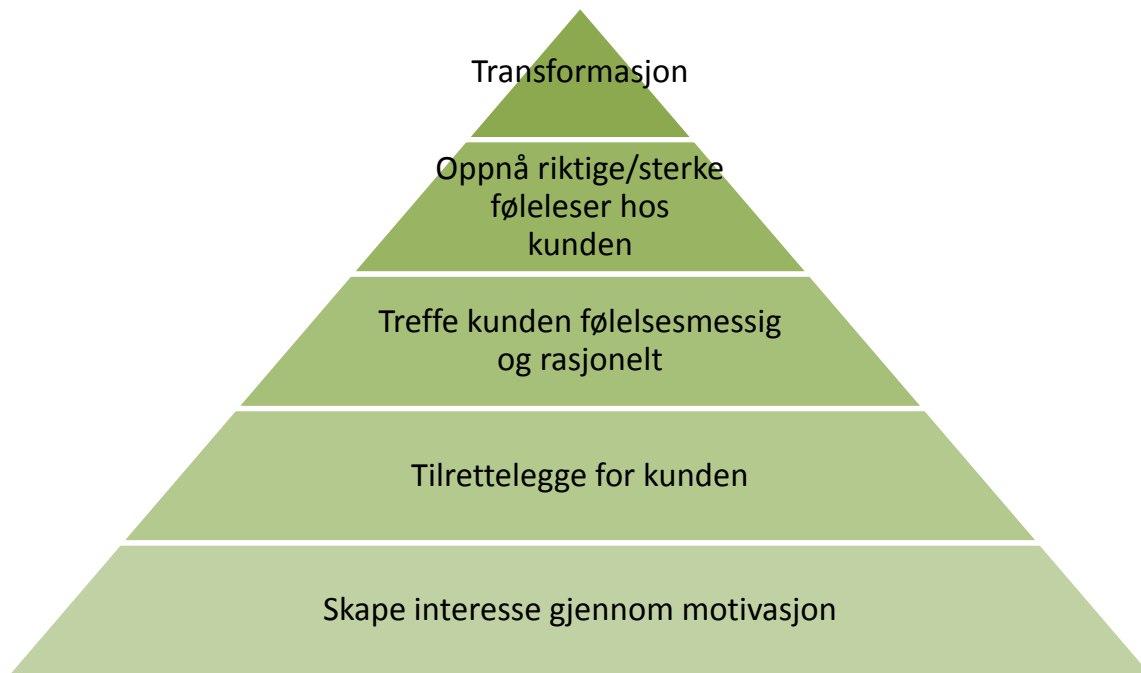 Transformasjon
Oppnå riktige/sterke
føleleser hos
kunden
Treffe kunden følelsesmessig
og rasjonelt
Tilrettelegge for kunden
Skape interesse gjennom motivasjon